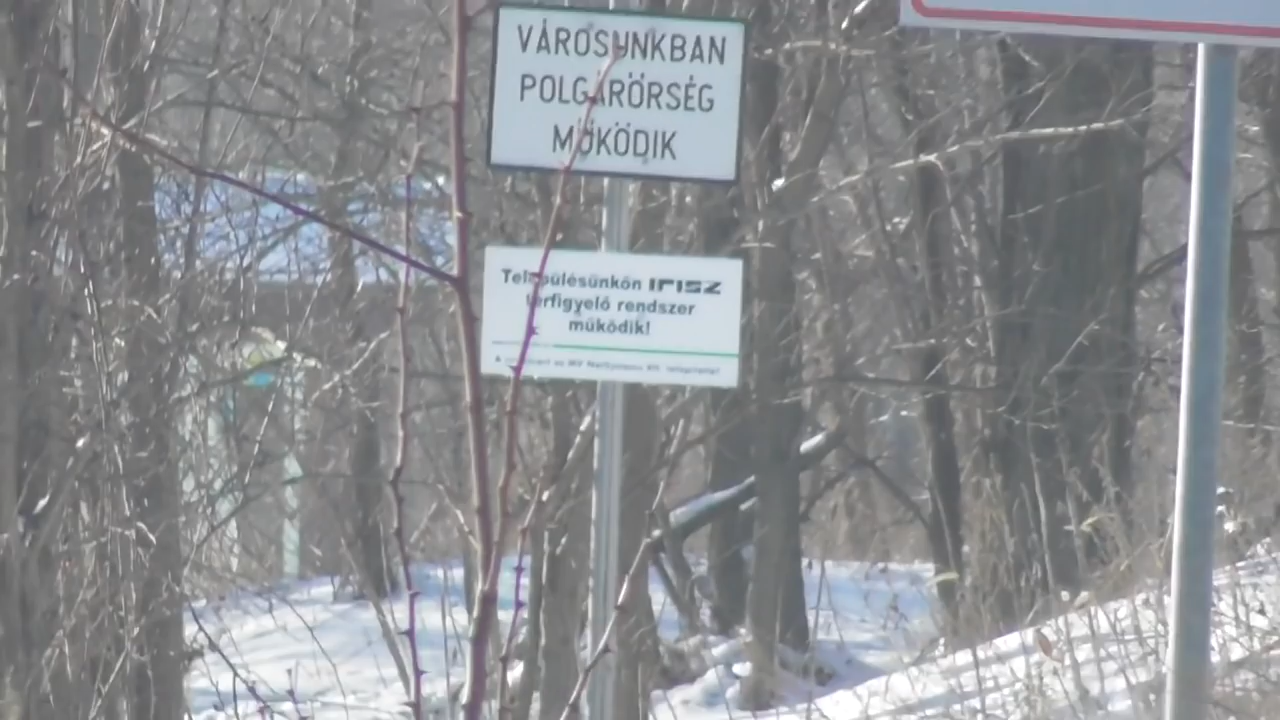 VÁROSUNKBAN
POLGÁRŐRSÉG
MŰKÖDIK
Településünkön IrISZ
térfigyelő rendszer
működik!